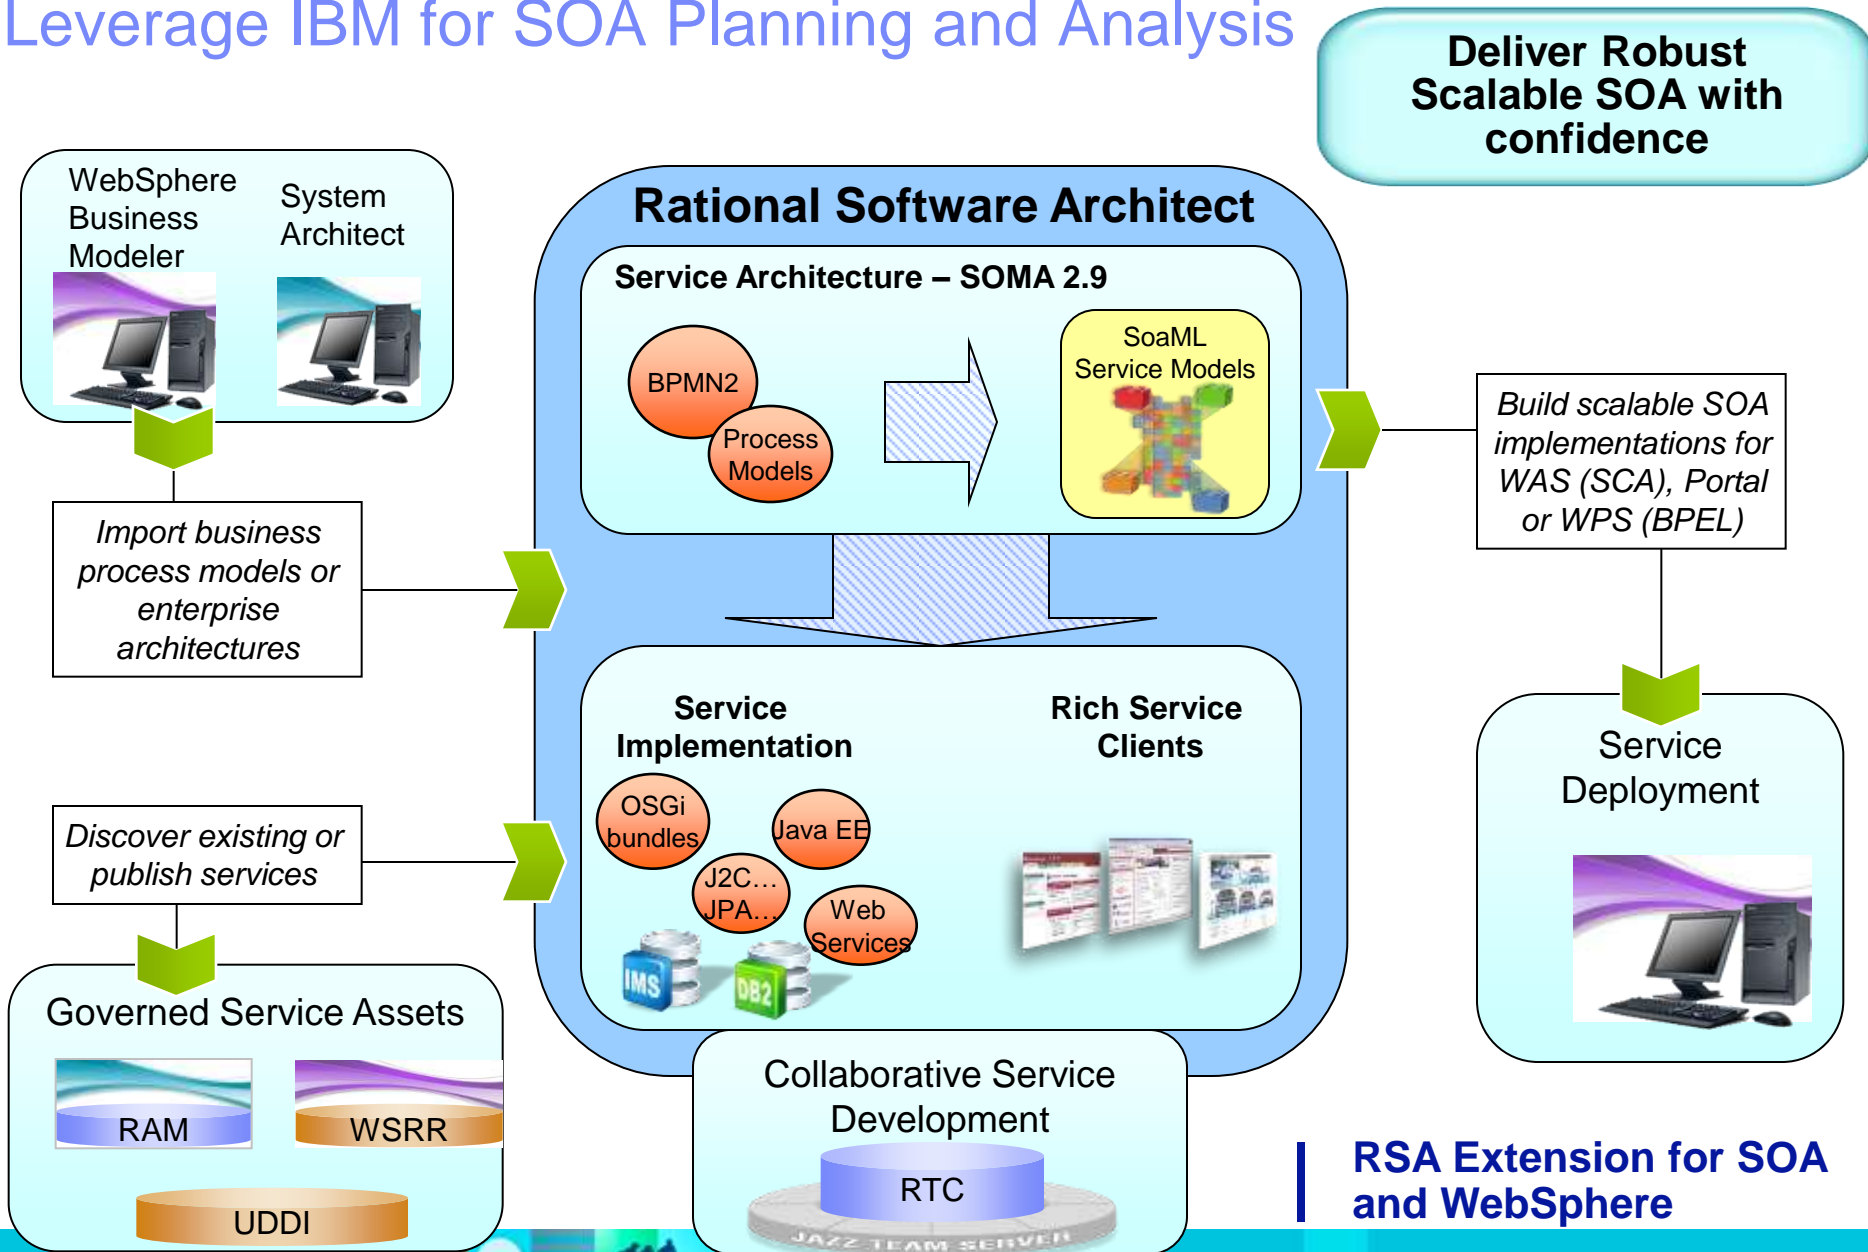 Leverage IBM for SOA Planning and Analysis
Deliver Robust
Scalable SOA with
confidence
WebSphere
Business
Modeler
System
Architect
Rational Software Architect
Service Architecture – SOMA 2.9
BPMN2
Process
Models
SoaML
Service Models
Build scalable SOA
implementations for
WAS (SCA), Portal
or WPS (BPEL)
Import business
process models or
enterprise
architectures
Service
Implementation
Rich Service
Clients
OSGi
bundles
Java EE
J2C…
JPA…
Web
Services
IMS
DB2
Service
Deployment
Discover existing or
publish services
Governed Service Assets
RAM
WSRR
UDDI
Collaborative Service
Development
RTC
JAZZ TEAM SERVER
RSA Extension for SOA
and WebSphere